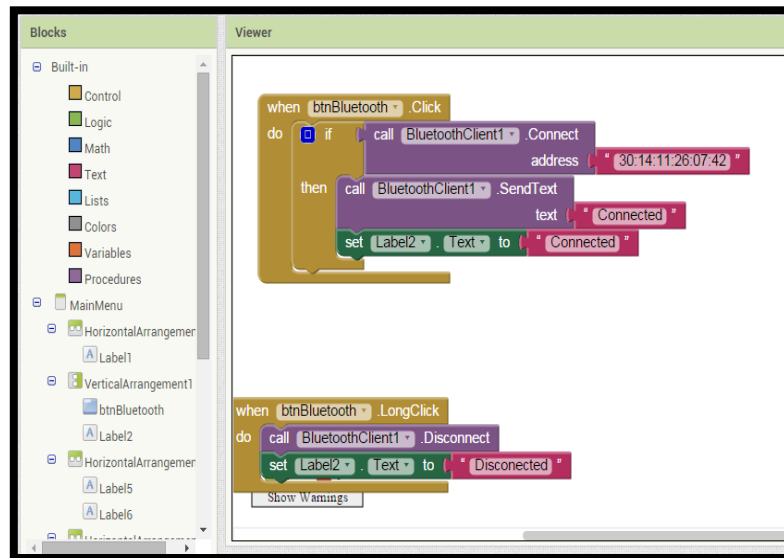 Blocks
Viewer
Built-in
Control
Logic
Math
Text
Lists
Colors
Variables
Procedures
MainMenu
HorizontalArrangemen
Label1
VerticalArrangement1
btnBluetooth
Label2
HorizontalArrangemen
Label5
Label6
when btnBluetooth .Click
do if call BluetoothClient1 .Connect
address " 30:14:11:26:07:42 "
then call BluetoothClient1 .SendText
text " Connected "
set Label2 . Text to " Connected "
when btnBluetooth .LongClick
do call BluetoothClient1 .Disconnect
set Label2 . Text to " Disconected "
Show Warnings